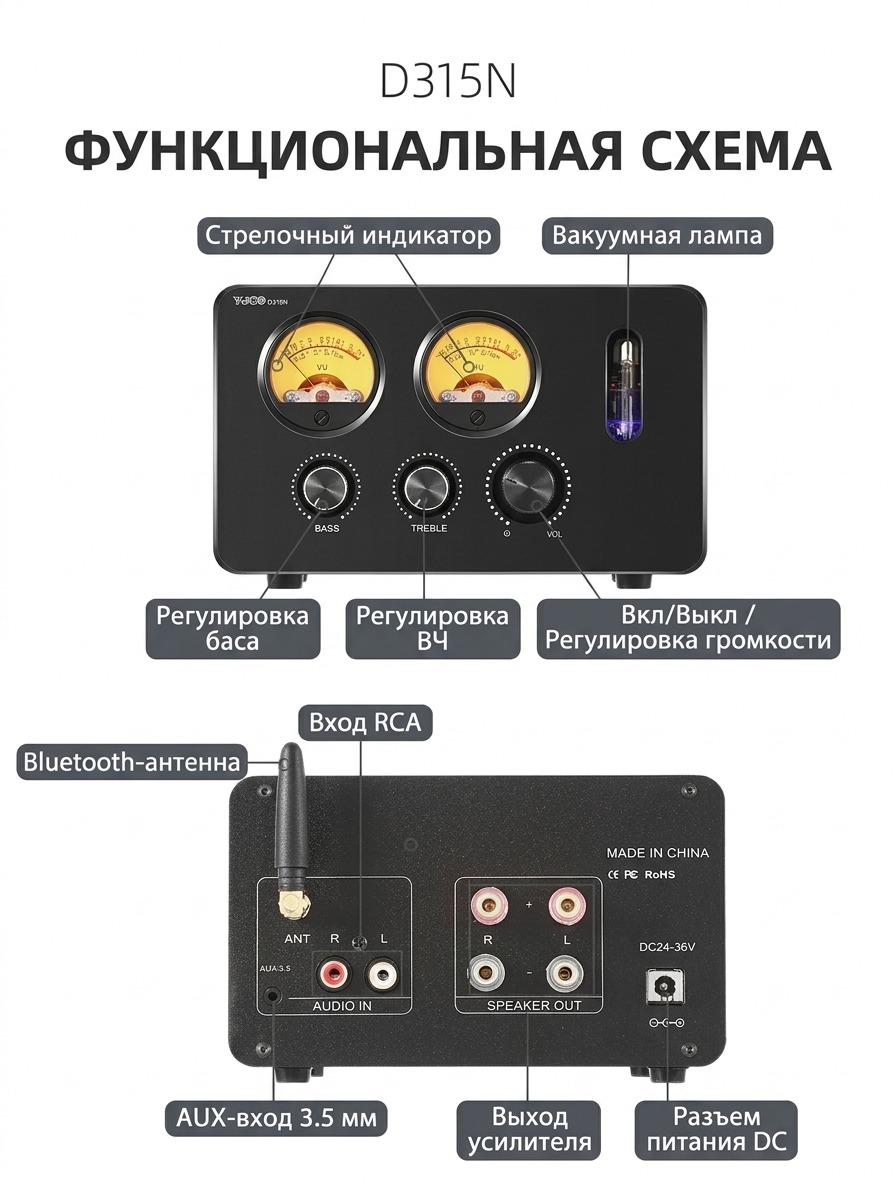 D315N
ФУНКЦИОНАЛЬНАЯ СХЕМА
Стрелочный индикатор
Вакуумная лампа
D315N
VU
BASS
TREBLE
VOL
Регулировка
баса
Регулировка
ВЧ
Вкл/Выкл /
Регулировка громкости
Вход RCA
Bluetooth-антенна
MADE IN CHINA
CE RoHS
ANT R L
R L
+
-
DC24-36V
AUDIO IN
SPEAKER OUT
AUX-вход 3.5 мм
Выход
усилителя
Разъем
питания DC